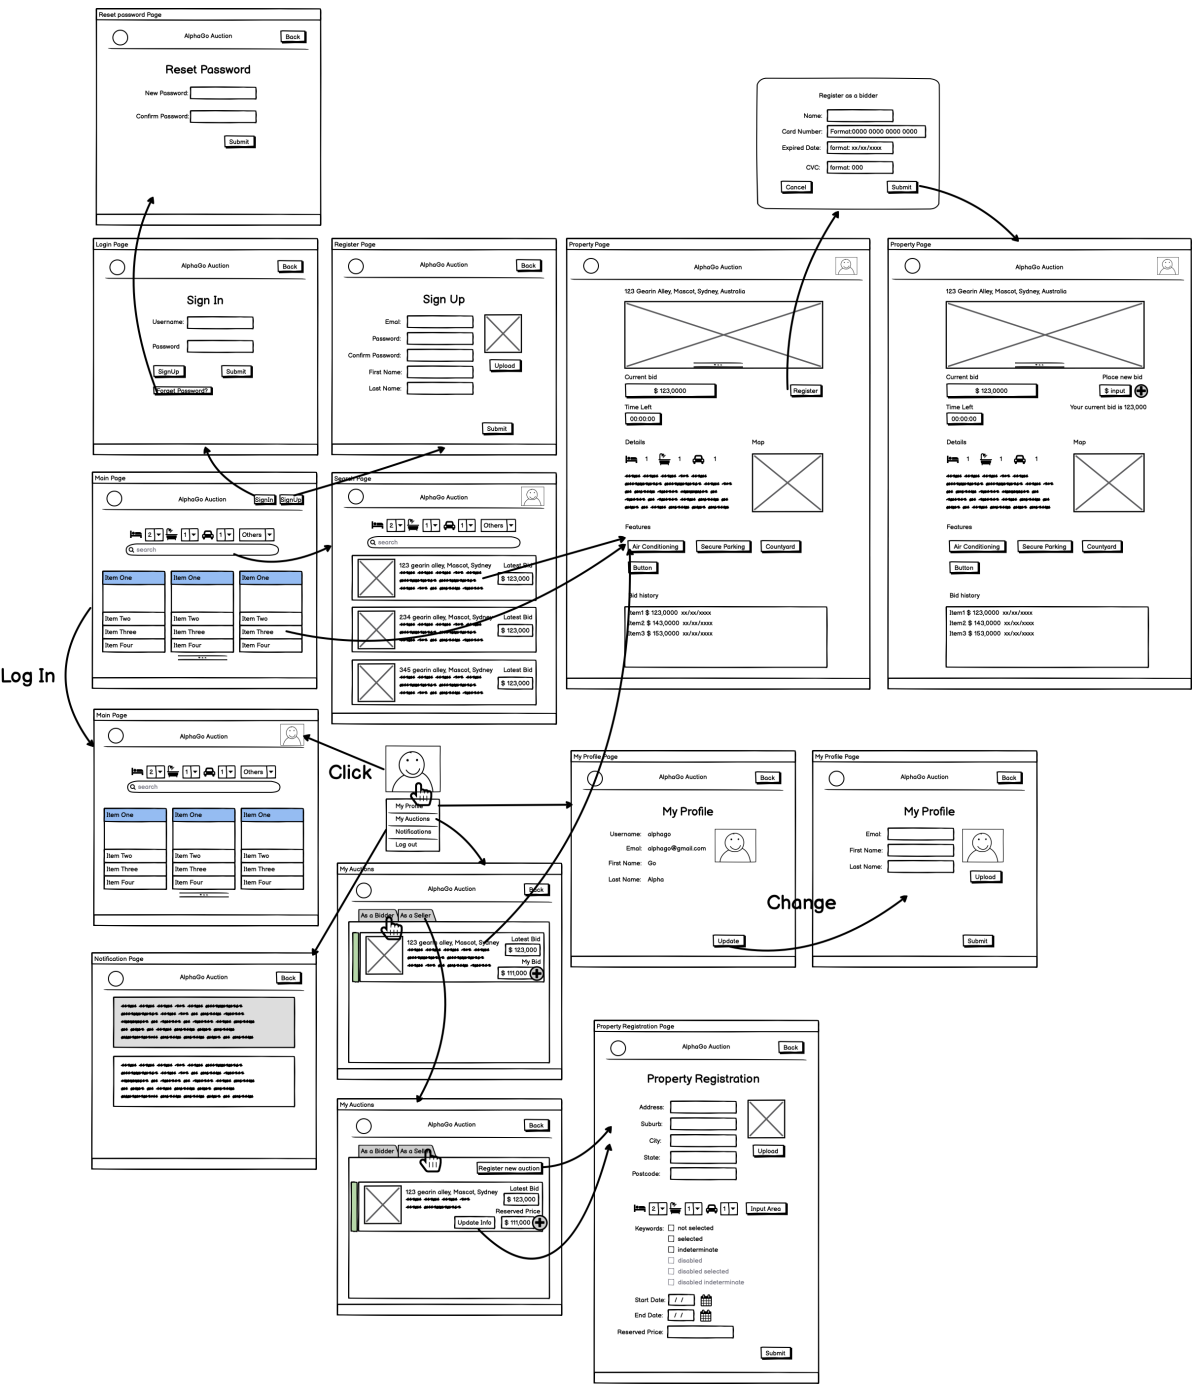 Reset password Page
AlphaGo Auction
Back
Reset Password
New Password:
Confirm Password:
Submit
Register as a bidder
Name:
Card Number: Format:0000 0000 0000 0000
Expired Date: format: xx/xx/xxxx
CVC: format: 000
Cancel
Submit
Login Page
AlphaGo Auction
Back
Sign In
Username:
Password
SignUp
Submit
Forget Password?
Register Page
AlphaGo Auction
Back
Sign Up
Email:
Password:
Confirm Password:
First Name:
Last Name:
Upload
Submit
Property Page
AlphaGo Auction
123 Gearin Alley, Mascot, Sydney, Australia
Current bid
$ 123,0000
Register
Time Left
00:00:00
Details
Map
1 1 1
Features
Air Conditioning
Secure Parking
Courtyard
Button
Bid history
Item1 $ 123,0000 xx/xx/xxxx
Item2 $ 143,0000 xx/xx/xxxx
Item3 $ 153,0000 xx/xx/xxxx
Property Page
AlphaGo Auction
123 Gearin Alley, Mascot, Sydney, Australia
Current bid
Place new bid
$ 123,0000
$ input
Time Left
Your current bid is 123,000
00:00:00
Details
Map
1 1 1
Features
Air Conditioning
Secure Parking
Courtyard
Button
Bid history
Item1 $ 123,0000 xx/xx/xxxx
Item2 $ 143,0000 xx/xx/xxxx
Item3 $ 153,0000 xx/xx/xxxx
Main Page
AlphaGo Auction
SignIn
SignUp
2 1 1 Others
search
Item One Item One Item One
Item Two Item Two Item Two
Item Three Item Three Item Three
Item Four Item Four Item Four
Search Page
AlphaGo Auction
2 1 1 Others
search
123 gearin alley, Mascot, Sydney
Latest Bid
$ 123,000
234 gearin alley, Mascot, Sydney
Latest Bid
$ 123,000
345 gearin alley, Mascot, Sydney
Latest Bid
$ 123,000
Log In
Main Page
AlphaGo Auction
2 1 1 Others
search
Item One Item One Item One
Item Two Item Two Item Two
Item Three Item Three Item Three
Item Four Item Four Item Four
Click
My Profile
My Auctions
Notifications
Log out
My Profile Page
AlphaGo Auction
Back
My Profile
Username: alphago
Email: alphago@gmail.com
First Name: Go
Last Name: Alpha
Update
Change
My Profile Page
AlphaGo Auction
Back
My Profile
Email:
First Name:
Last Name:
Upload
Submit
My Auctions
AlphaGo Auction
Back
As a Bidder
As a Seller
123 gearin alley, Mascot, Sydney
Latest Bid
$ 123,000
My Bid
$ 111,000
Notification Page
AlphaGo Auction
Back
My Auctions
AlphaGo Auction
Back
As a Bidder
As a Seller
Register new auction
123 gearin alley, Mascot, Sydney
Latest Bid
$ 123,000
Reserved Price
Update Info
$ 111,000
Property Registration Page
AlphaGo Auction
Back
Property Registration
Address:
Suburb:
City:
State:
Postcode:
Upload
2 1 1 Input Area
Keywords: not selected
selected
indeterminate
disabled
disabled selected
disabled indeterminate
Start Date: / /
End Date: / /
Reserved Price:
Submit